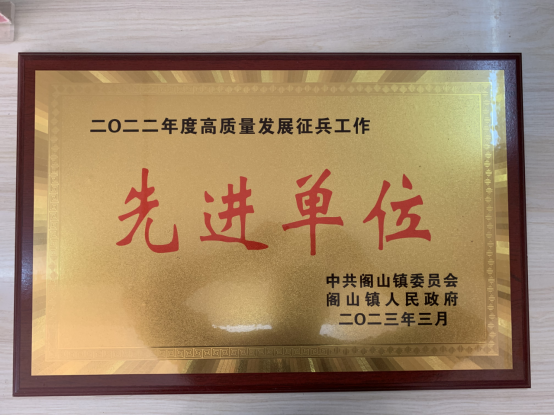 二〇二二年度高质量发展征兵工作
先进单位
中共阁山镇委员会
阁山镇人民政府
二〇二三年三月